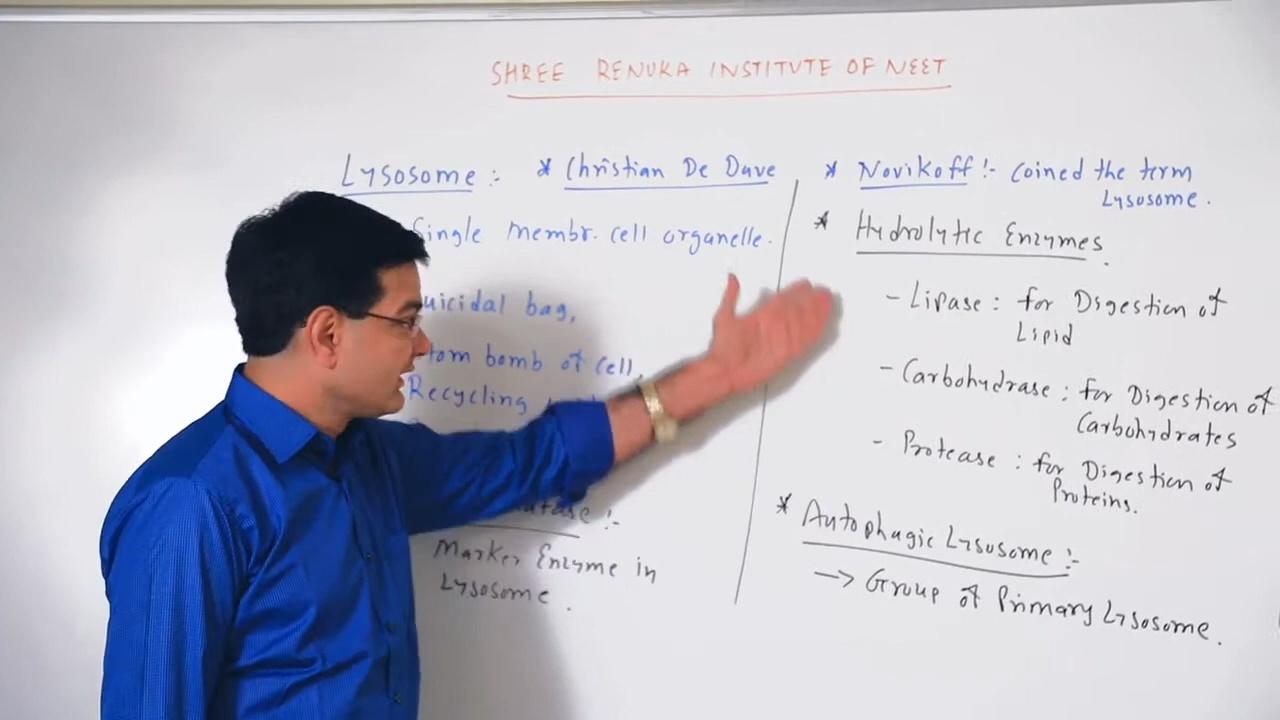 SHREE RENUKA INSTITUTE OF NEET
Lysosome :- * Christian De Dave
Single membr. cell organelle.
uicidal bag,
tom bomb of cell,
Recycling
:-
Marker Enzyme in
Lysosome.
* Novikoff :- Coined the term
Lysosome.
* Hydrolytic Enzymes.
- Lipase : for Digestion of
Lipid
- Carbohydrase : for Digestion of
Carbohydrates
- Protease : for Digestion of
Proteins.
* Autophagic Lysosome :-
-> Group of Primary Lysosome.